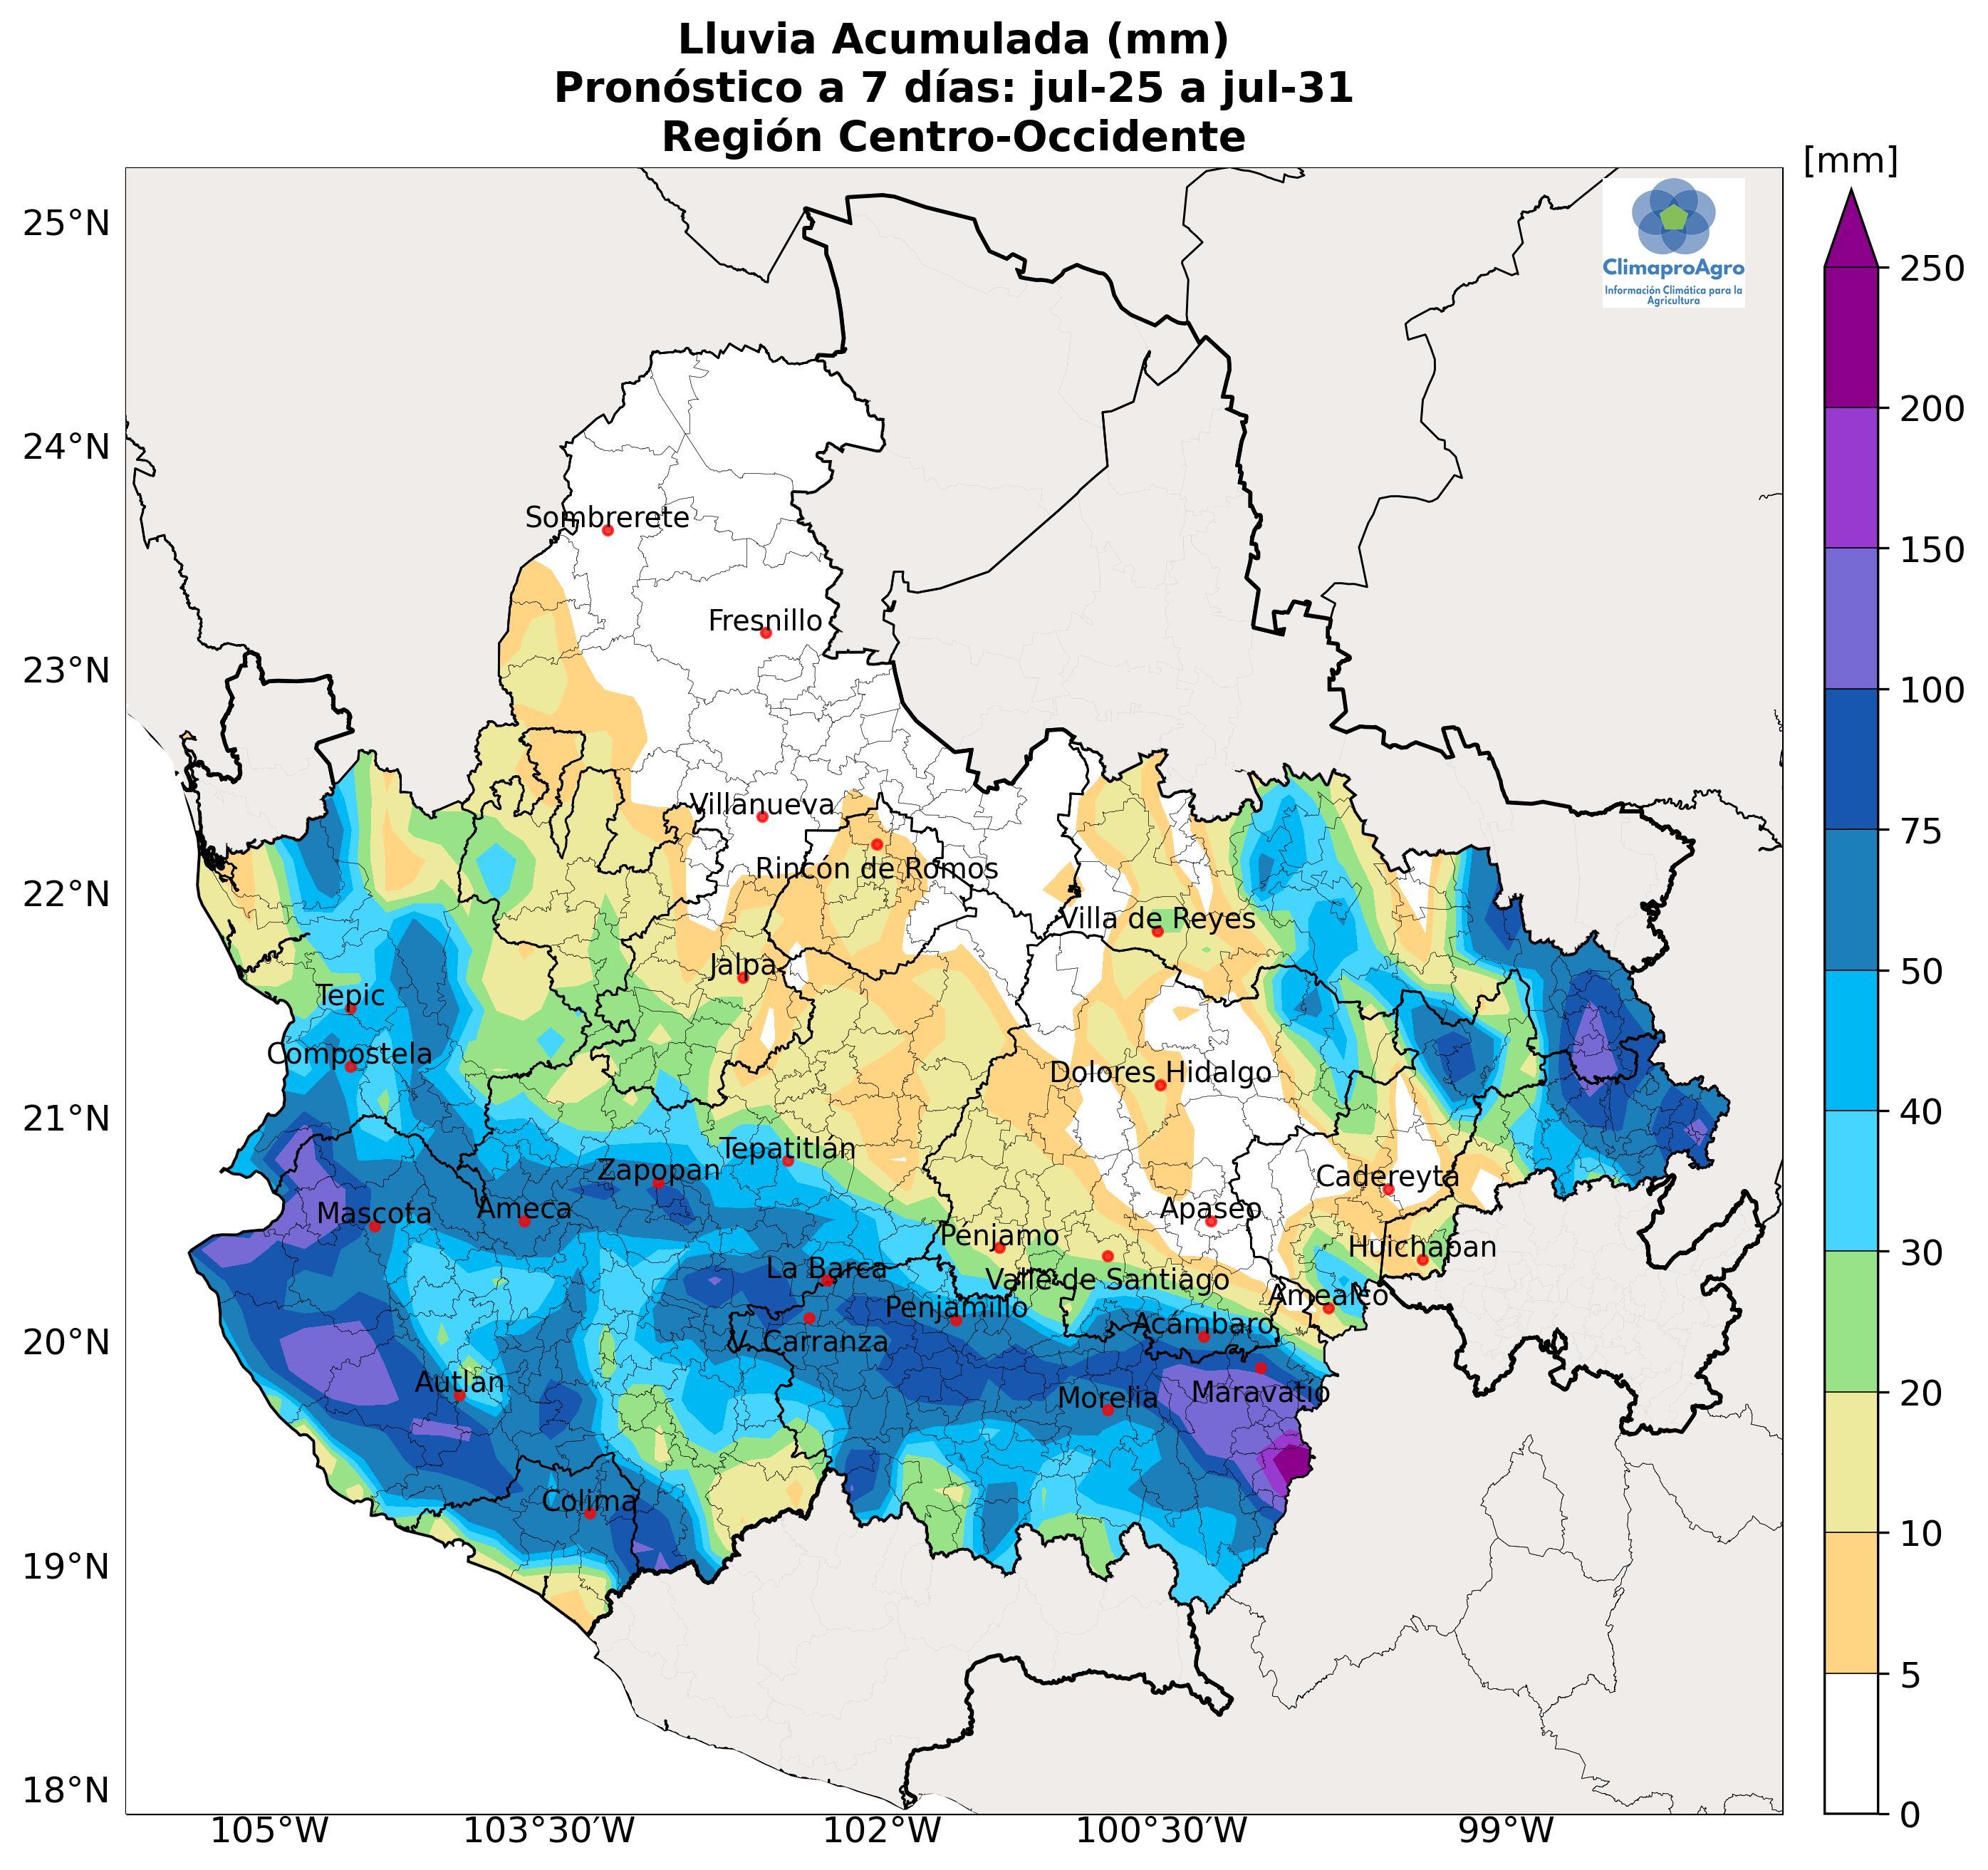 Lluvia Acumulada (mm)
Pronóstico a 7 días: jul-25 a jul-31
Región Centro-Occidente
[mm]
25°N
24°N
23°N
22°N
21°N
20°N
19°N
18°N
ClimaproAgro
Información Climática para la
Agricultura
Sombrerete
Fresnillo
Villanueva
Rincón de Romos
Villa de Reyes
Jalpa
Tepic
Compostela
Dolores Hidalgo
Tepatitlán
Zapopan
Cadereyta
Mascota
Ameca
Apaseo
Penjamo
Huichapan
La Barca
Valle de Santiago
Amealco
Penjamillo
Acámbaro
V. Carranza
Autlan
Morelia
Maravatío
Colima
250
200
150
100
75
50
40
30
20
10
5
0
105°W
103°30'W
102°W
100°30'W
99°W